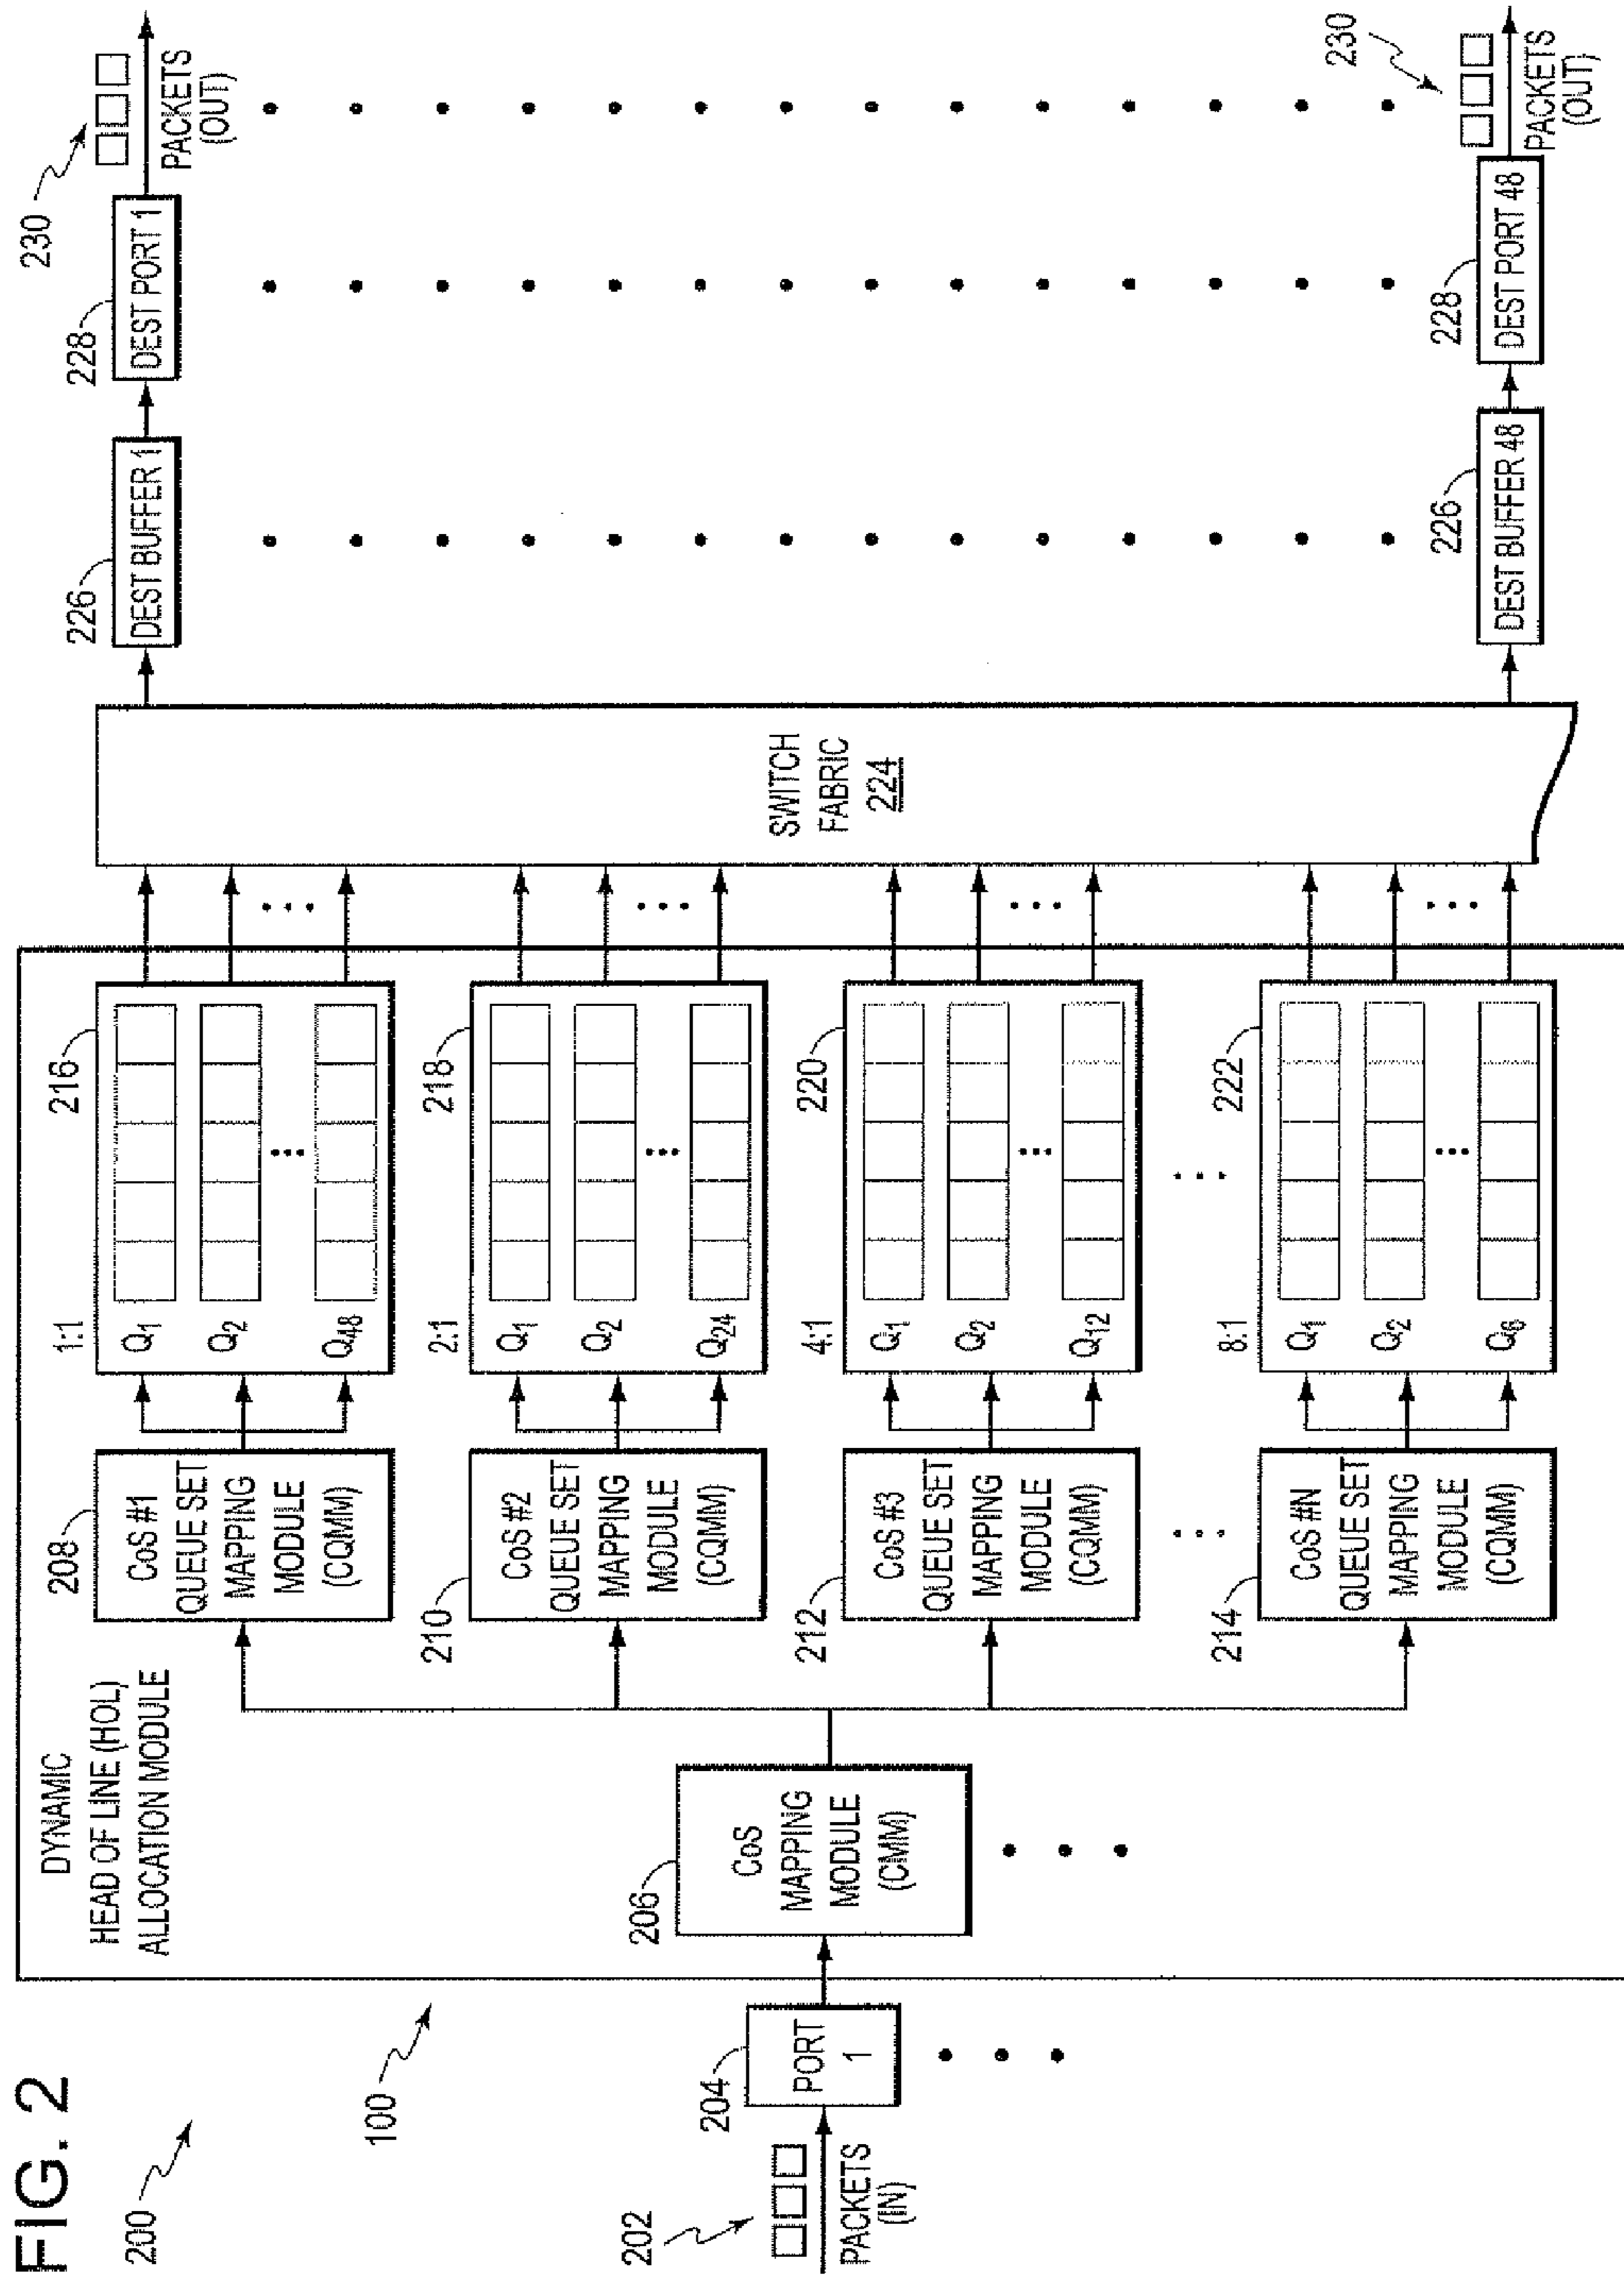 FIG. 2
200
100
202
PACKETS
(IN)
204
PORT
1
DYNAMIC
HEAD OF LINE (HOL)
ALLOCATION MODULE
206
CoS
MAPPING
MODULE
(CMM)
208
CoS #1
QUEUE SET
MAPPING
MODULE
(CQMM)
210
CoS #2
QUEUE SET
MAPPING
MODULE
(CQMM)
212
CoS #3
QUEUE SET
MAPPING
MODULE
(CQMM)
214
CoS #N
QUEUE SET
MAPPING
MODULE
(CQMM)
1:1
216
Q1
Q2
Q48
2:1
218
Q1
Q2
Q24
4:1
220
Q1
Q2
Q12
8:1
222
Q1
Q2
Q6
SWITCH
FABRIC
224
226
DEST BUFFER 1
228
DEST PORT 1
230
PACKETS
(OUT)
226
DEST BUFFER 48
228
DEST PORT 48
230
PACKETS
(OUT)